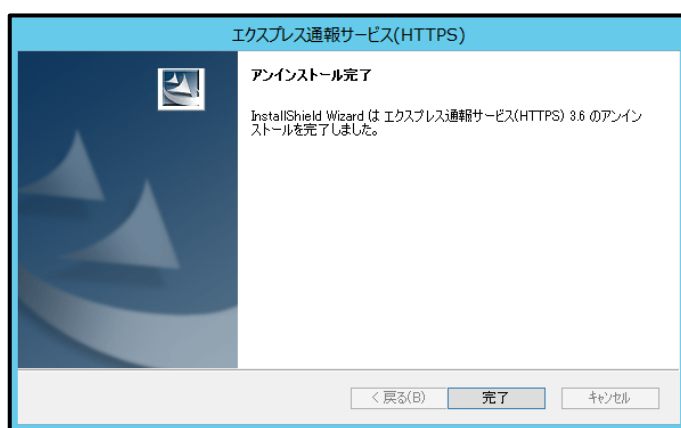 エクスプレス通報サービス(HTTPS)
アンインストール完了
InstallShield Wizard は エクスプレス通報サービス(HTTPS) 3.6 のアンイン
ストールを完了しました。
< 戻る(B)
完了
キャンセル